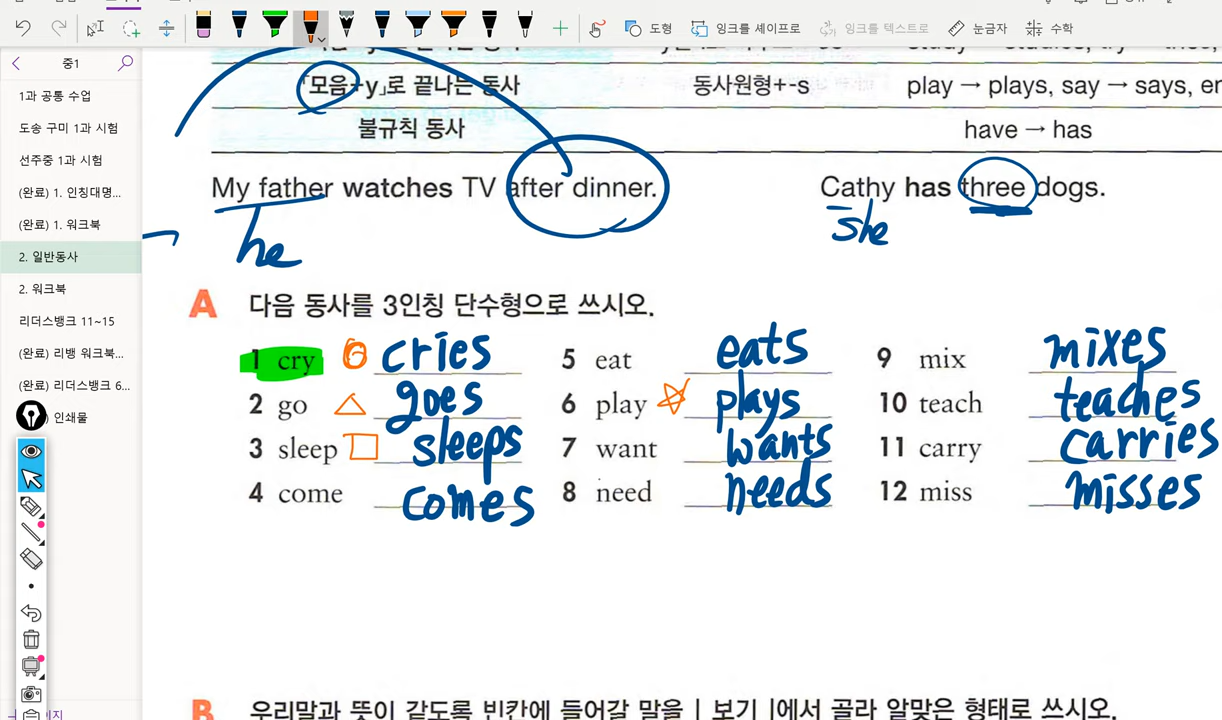 도형
잉크를 셰이프로
잉크를 텍스트로
눈금자
수학
중1
1과 공통 수업
도송 구미 1과 시험
선주중 1과 시험
(완료) 1. 인칭대명...
(완료) 1. 워크북
2. 일반동사
2. 워크북
리더스뱅크 11~15
(완료) 리뱅 워크북...
(완료) 리더스뱅크 6...
인쇄물
「모음+y」로 끝나는 동사 동사원형+-s play → plays, say → says, en
불규칙 동사 have → has
My father watches TV after dinner. Cathy has three dogs.
he she
A 다음 동사를 3인칭 단수형으로 쓰시오.
1 cry cries 5 eat eats 9 mix mixes
2 go goes 6 play plays 10 teach teaches
3 sleep sleeps 7 want wants 11 carry carries
4 come comes 8 need needs 12 miss misses
B 우리말과 뜻이 같도록 빈칸에 들어갈 말을 | 보기 |에서 골라 알맞은 형태로 쓰시오.